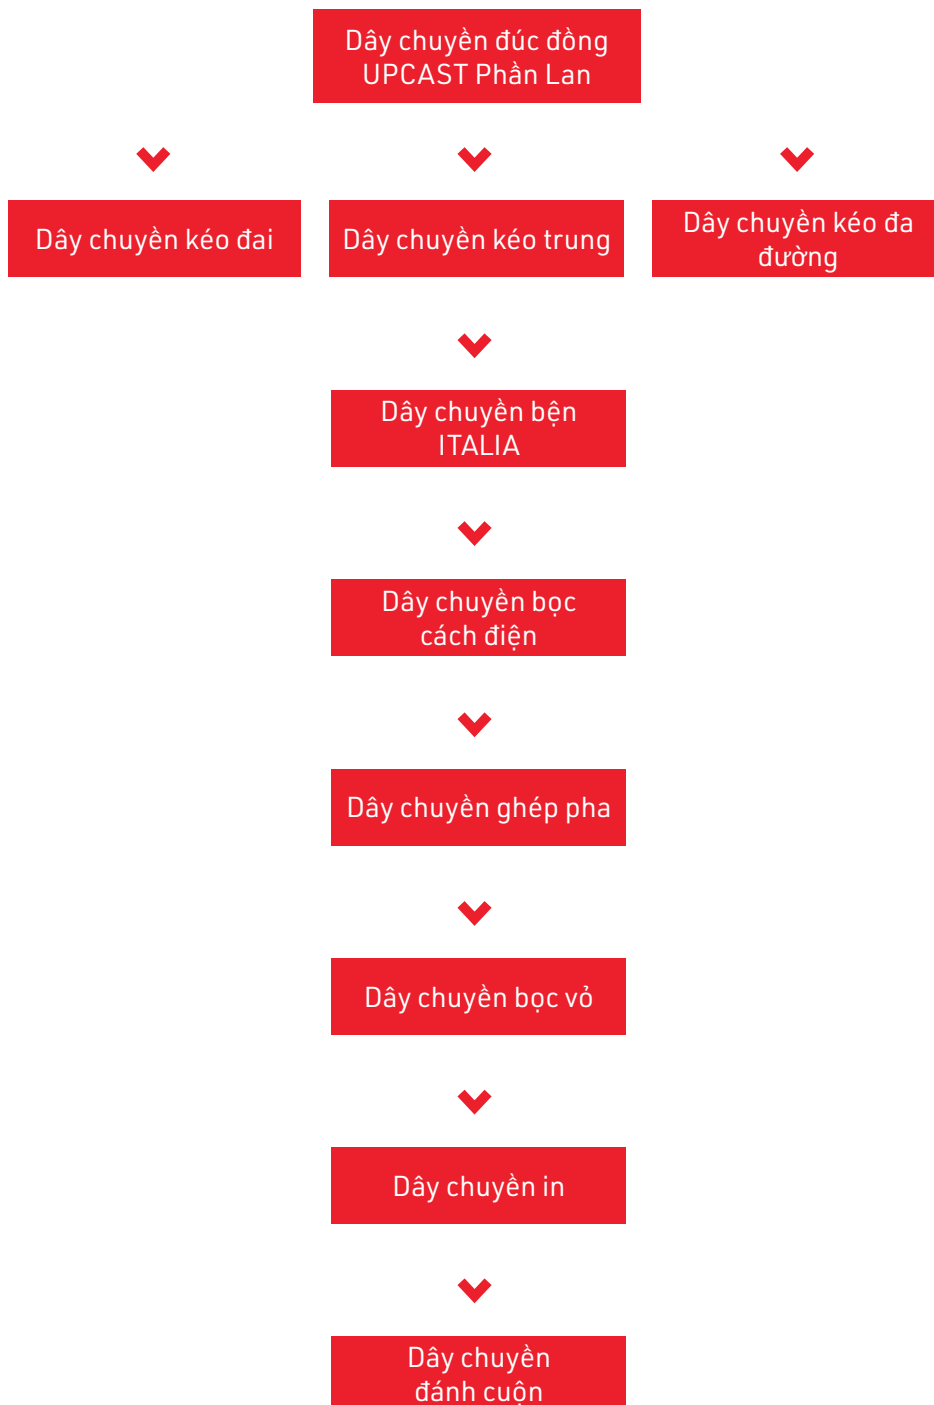 Dây chuyền đúc đồng
UPCAST Phần Lan
Dây chuyền kéo đai
Dây chuyền kéo trung
Dây chuyền kéo đa
đường
Dây chuyền bện
ITALIA
Dây chuyền bọc
cách điện
Dây chuyền ghép pha
Dây chuyền bọc vỏ
Dây chuyền in
Dây chuyền
đánh cuộn